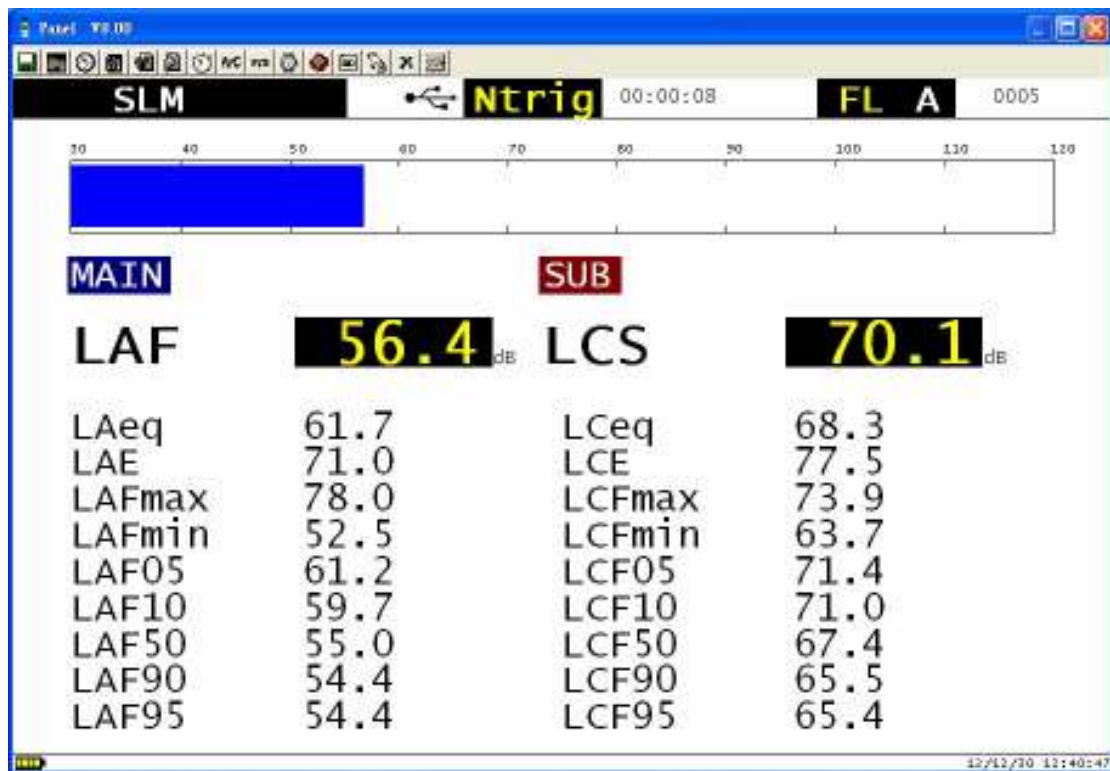 Panel V8.00
A/C
SLM Ntrig 00:00:08 FL A 0005
30 40 50 60 70 80 90 100 110 120
MAIN SUB
LAF 56.4 dB LCS 70.1 dB
LAeq 61.7 LCeq 68.3
LAE 71.0 LCE 77.5
LAFmax 78.0 LCFmax 73.9
LAFmin 52.5 LCFmin 63.7
LAF05 61.2 LCF05 71.4
LAF10 59.7 LCF10 71.0
LAF50 55.0 LCF50 67.4
LAF90 54.4 LCF90 65.5
LAF95 54.4 LCF95 65.4
12/12/30 12:40:47